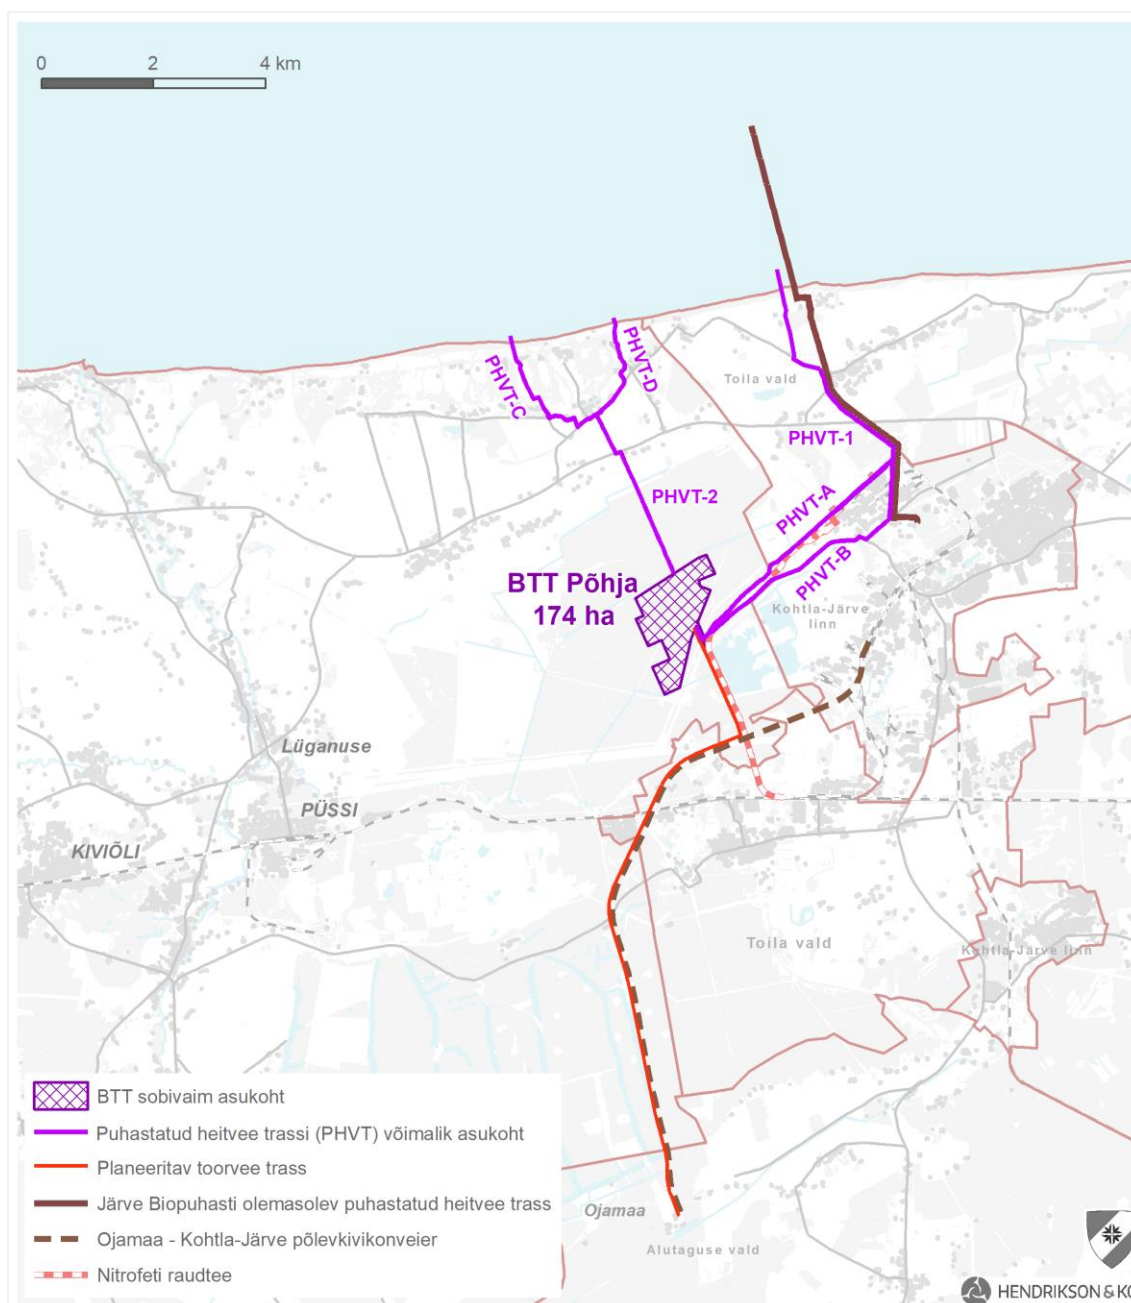 0 2 4 km
PHVT-C
PHVT-D
Toila vald
PHVT-1
PHVT-A
PHVT-2
PHVT-B
BTT Põhja
174 ha
Kohtla-Järve
linn
Lüganuse
PÜSSI
KIVIÕLI
Toila vald
Kohtla-Järve linn
BTT sobivaim asukoht
Puhastatud heitvee trassi (PHVT) võimalik asukoht
Planeeritav toorvee trass
Järve Biopuhasti olemasolev puhastatud heitvee trass
Ojamaa - Kohtla-Järve põlevkivikonveier
Nitrofeti raudtee
Ojamaa
Alutaguse vald
HENDRIKSON & KO